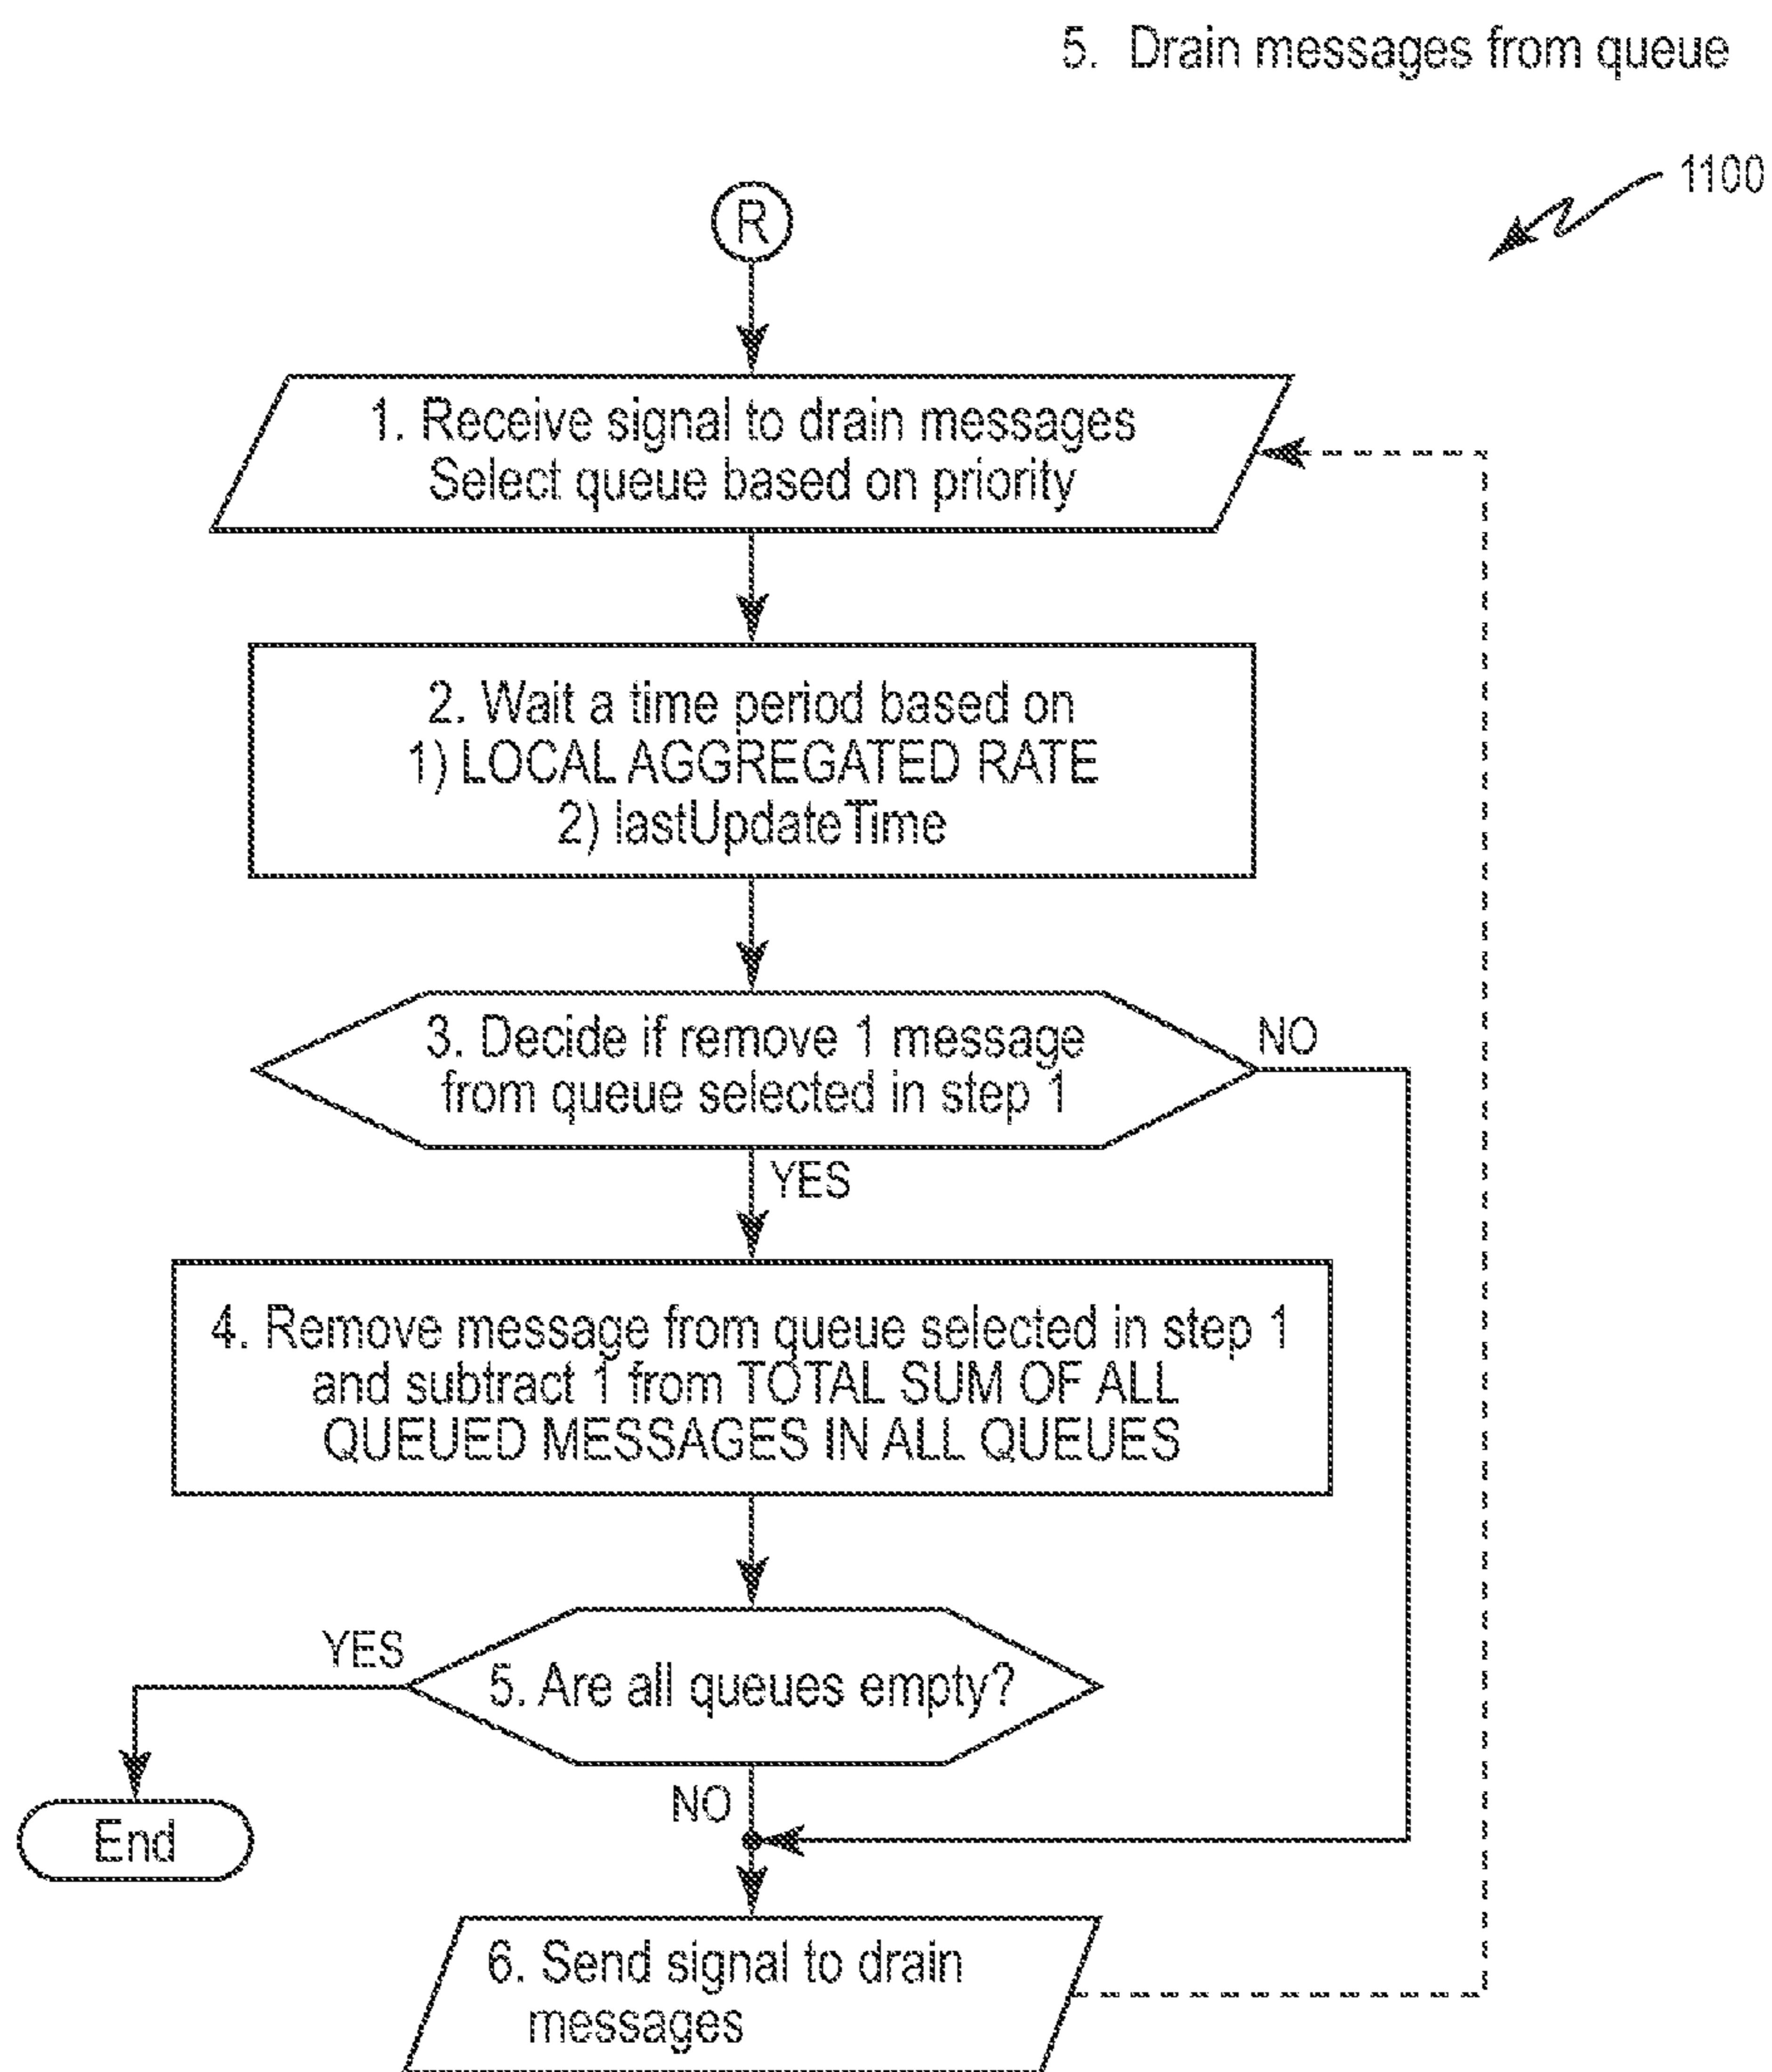 5. Drain messages from queue
1100
R
1. Receive signal to drain messages
Select queue based on priority
2. Wait a time period based on
1) LOCAL AGGREGATED RATE
2) lastUpdateTime
3. Decide if remove 1 message
from queue selected in step 1
NO
YES
4. Remove message from queue selected in step 1
and subtract 1 from TOTAL SUM OF ALL
QUEUED MESSAGES IN ALL QUEUES
YES
5. Are all queues empty?
NO
End
6. Send signal to drain
messages